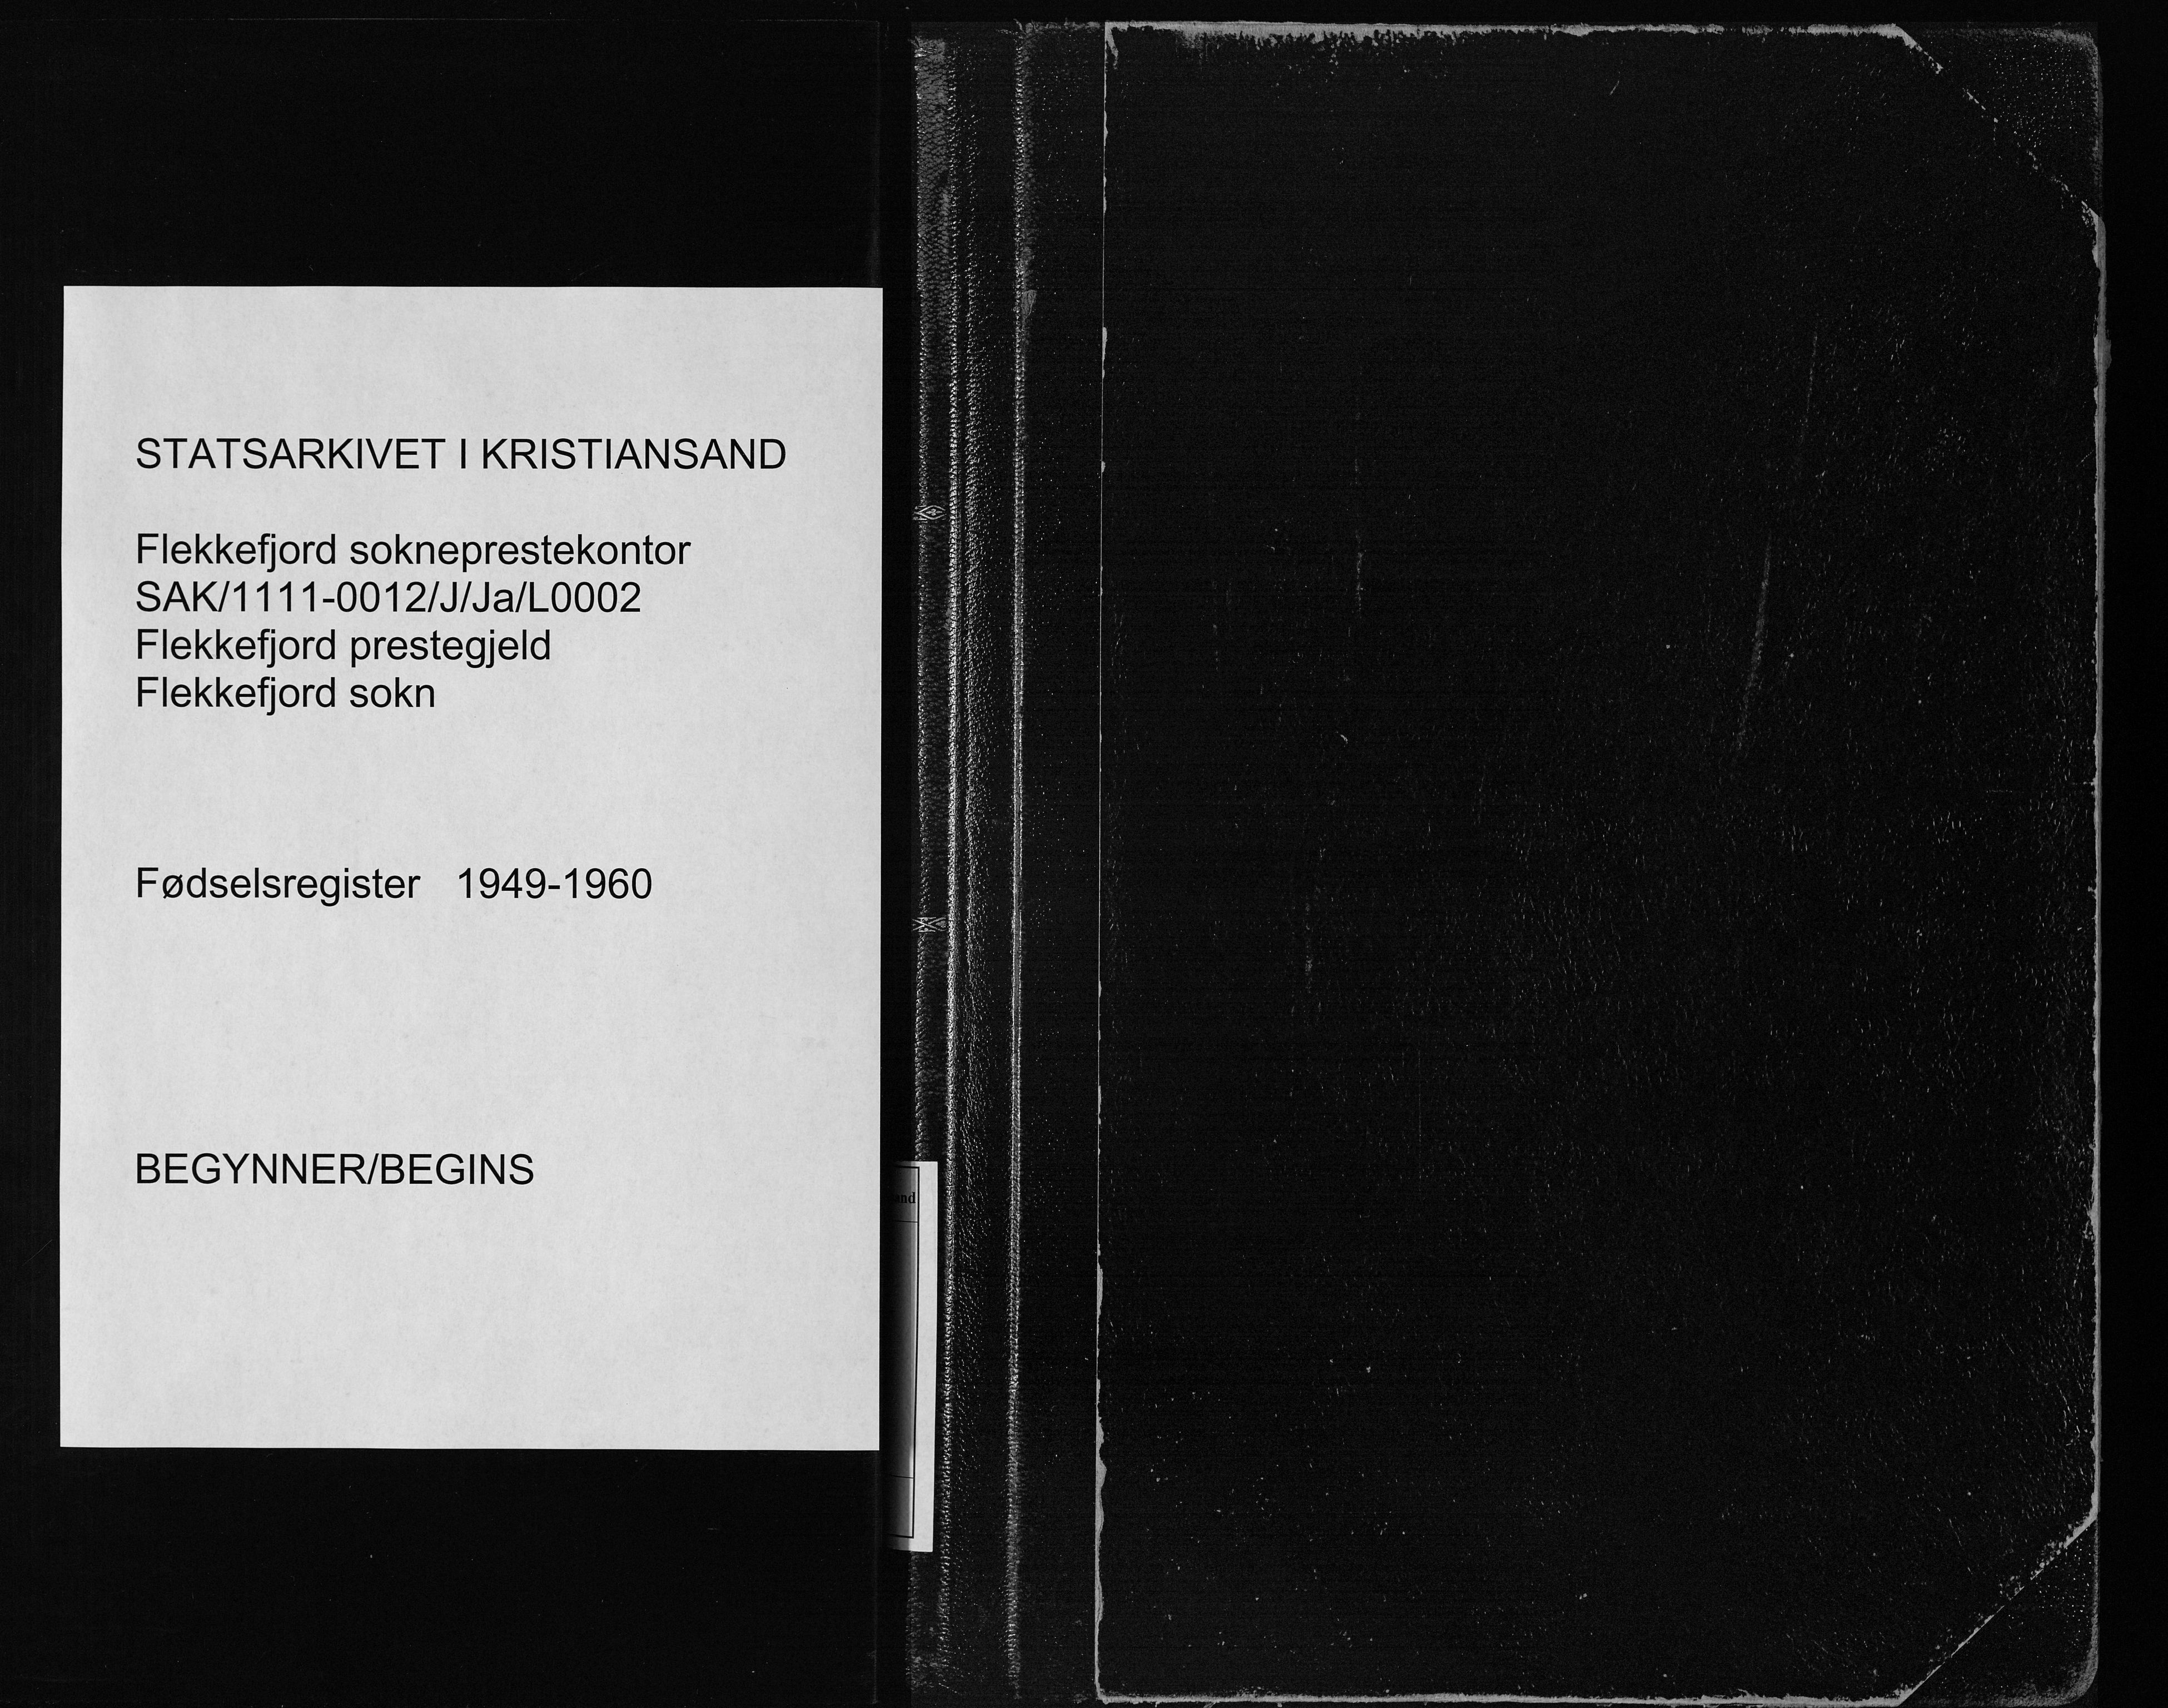 STATSARKIVET I KRISTIANSAND
Flekkefjord sokneprestekontor
SAK/1111-0012/J/Ja/L0002
Flekkefjord prestegjeld
Flekkefjord sokn
Fødselsregister 1949-1960
BEGYNNER/BEGINS